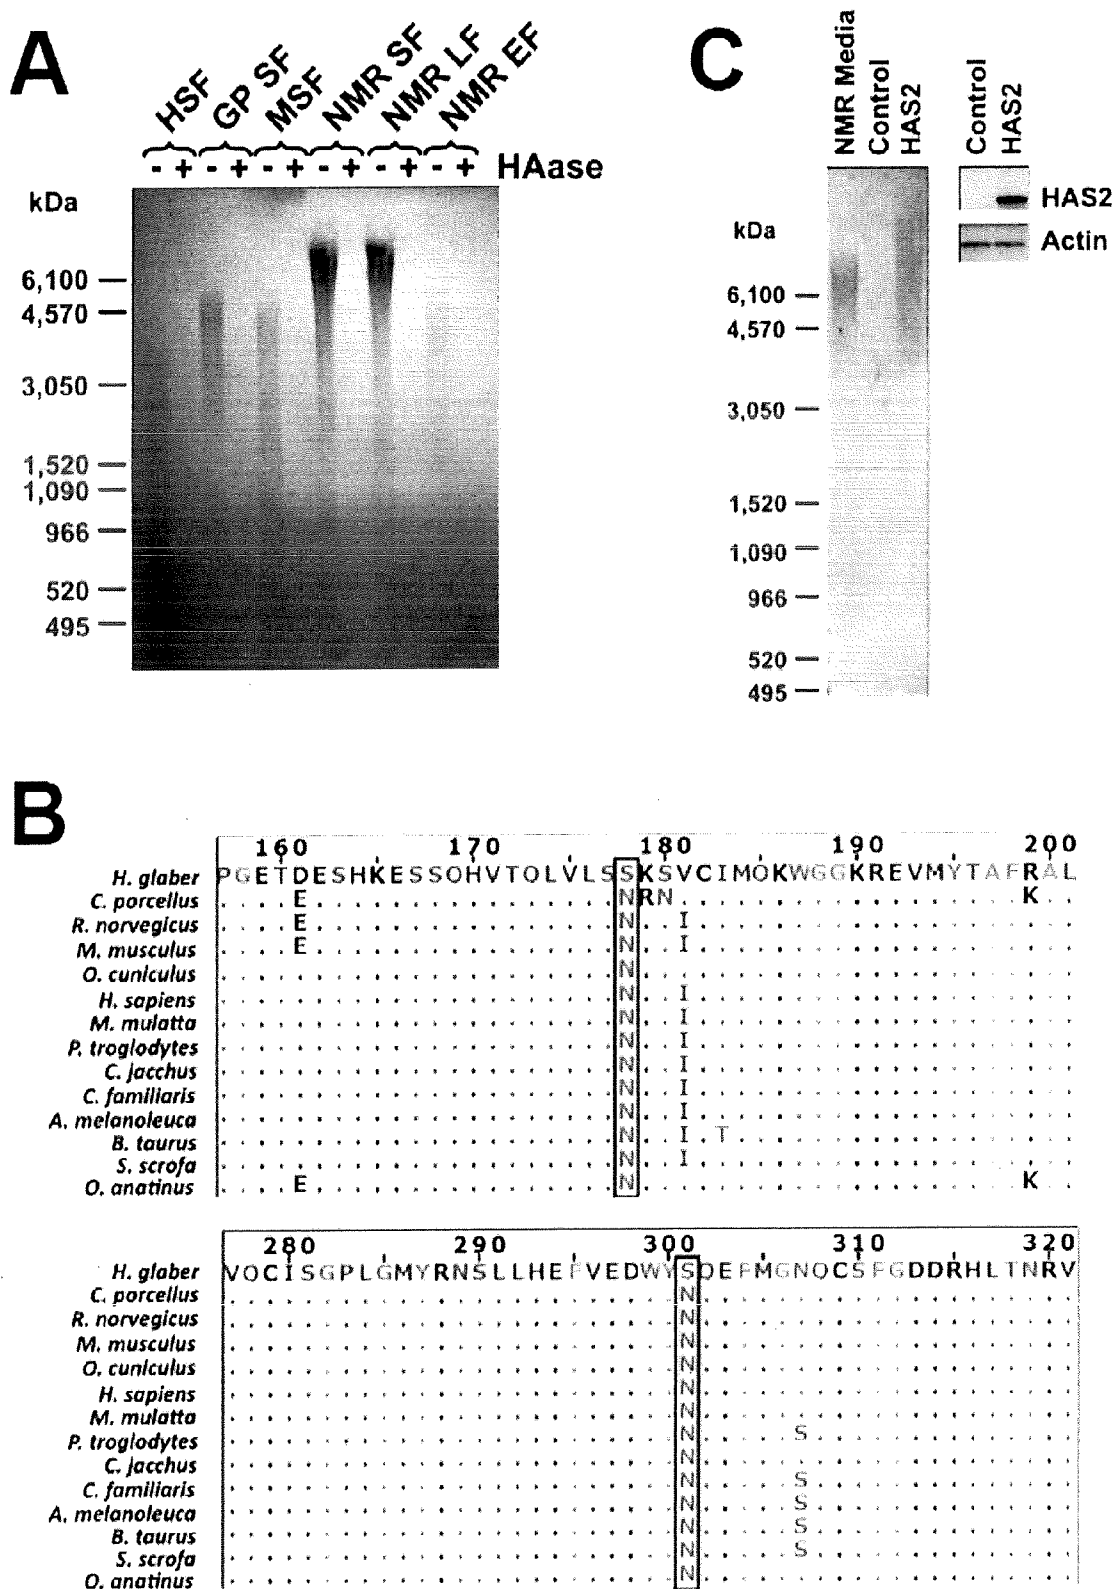 A
HSF
GP SF
MSF
NMR SF
NMR LF
NMR EF
- + - + - + - + - + - + HAase
kDa
6,100
4,570
3,050
1,520
1,090
966
520
495
C
NMR Media
Control
HAS2
kDa
6,100
4,570
3,050
1,520
1,090
966
520
495
Control
HAS2
HAS2
Actin
B
160 170 180 190 200
H. glaber PGETDESHKESSQHVTQLVLSSKSVCIMQKWGGKREVMYTAFRAL
C. porcellus ....E................NRN..................K..
R. norvegicus ....E................N..I....................
M. musculus ....E................N..I....................
O. cuniculus .....................N.......................
H. sapiens .....................N..I....................
M. mulatta .....................N..I....................
P. troglodytes .....................N..I....................
C. jacchus .....................N..I....................
C. familiaris .....................N..I....................
A. melanoleuca .....................N..I....................
B. taurus .....................N..I.T..................
S. scrofa .....................N..I....................
O. anatinus ....E................N....................K..
280 290 300 310 320
H. glaber VQCISGPLGMYRNSLLHEFVEDWYSQEFMGNQCSFGDDRHLTNRV
C. porcellus ........................N....................
R. norvegicus ........................N....................
M. musculus ........................N....................
O. cuniculus ........................N....................
H. sapiens ........................N....................
M. mulatta ........................N....................
P. troglodytes ........................N.....S..............
C. jacchus ........................N....................
C. familiaris ........................N.....S..............
A. melanoleuca ........................N.....S..............
B. taurus ........................N.....S..............
S. scrofa ........................N.....S..............
O. anatinus ........................N....................